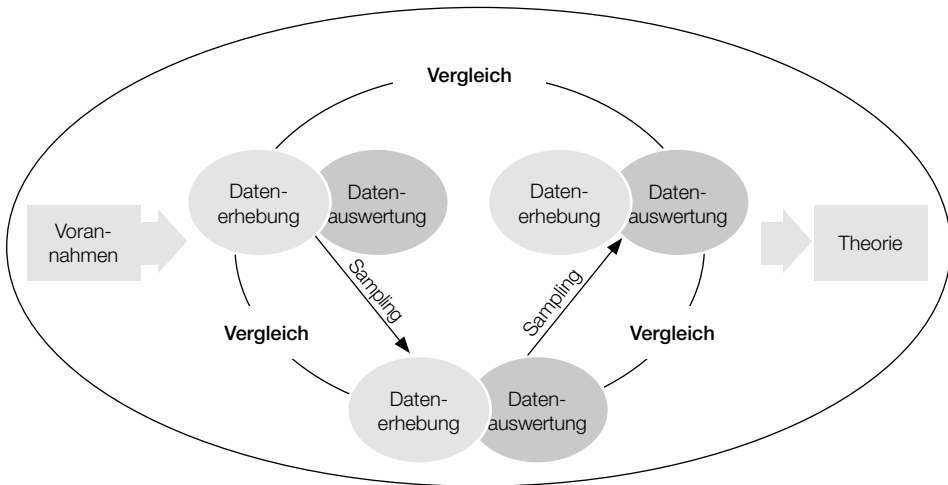 Vergleich
Daten-
erhebung
Daten-
auswertung
Daten-
erhebung
Daten-
auswertung
Voran-
nahmen
Theorie
Sampling
Sampling
Vergleich
Vergleich
Daten-
erhebung
Daten-
auswertung